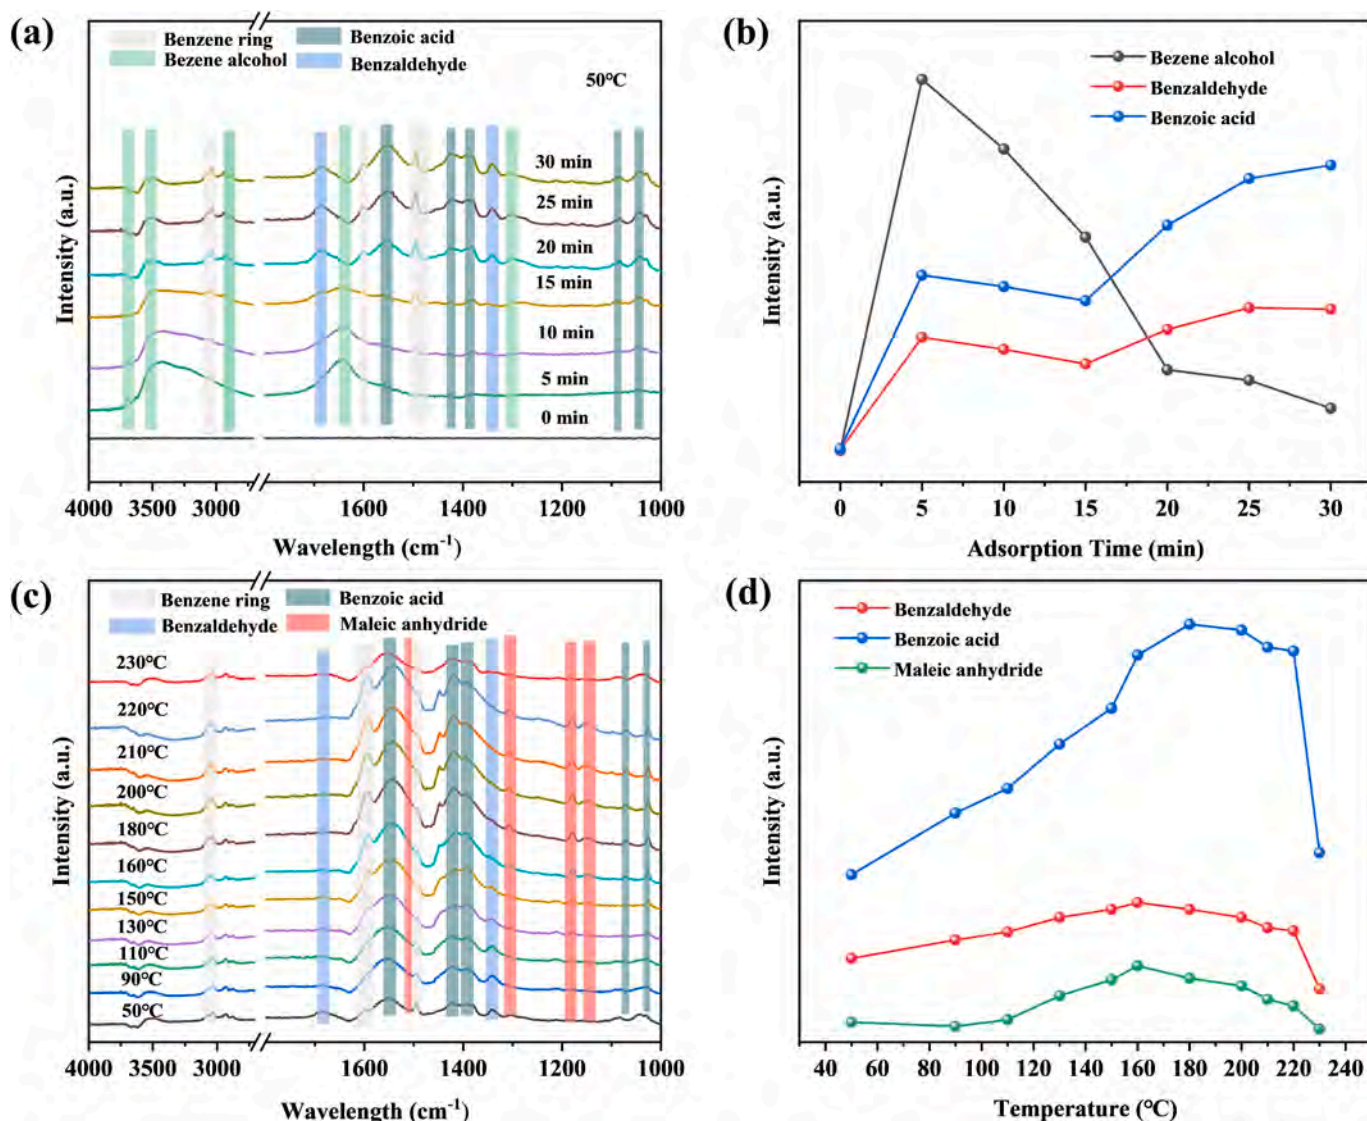 (a)
Benzene ring
Bezene alcohol
Benzoic acid
Benzaldehyde
50°C
30 min
25 min
20 min
15 min
10 min
5 min
0 min
Intensity (a.u.)
4000 3500 3000 1600 1400 1200 1000
Wavelength (cm⁻¹)
(b)
Bezene alcohol
Benzaldehyde
Benzoic acid
Intensity (a.u.)
0 5 10 15 20 25 30
Adsorption Time (min)
(c)
Benzene ring
Benzaldehyde
Benzoic acid
Maleic anhydride
230°C
220°C
210°C
200°C
180°C
160°C
150°C
130°C
110°C
90°C
50°C
Intensity (a.u.)
4000 3500 3000 1600 1400 1200 1000
Wavelength (cm⁻¹)
(d)
Benzaldehyde
Benzoic acid
Maleic anhydride
Intensity (a.u.)
40 60 80 100 120 140 160 180 200 220 240
Temperature (°C)